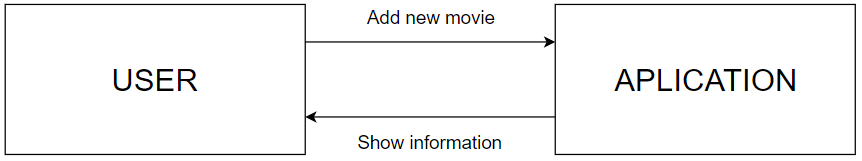 Add new movie
USER
APLICATION
Show information